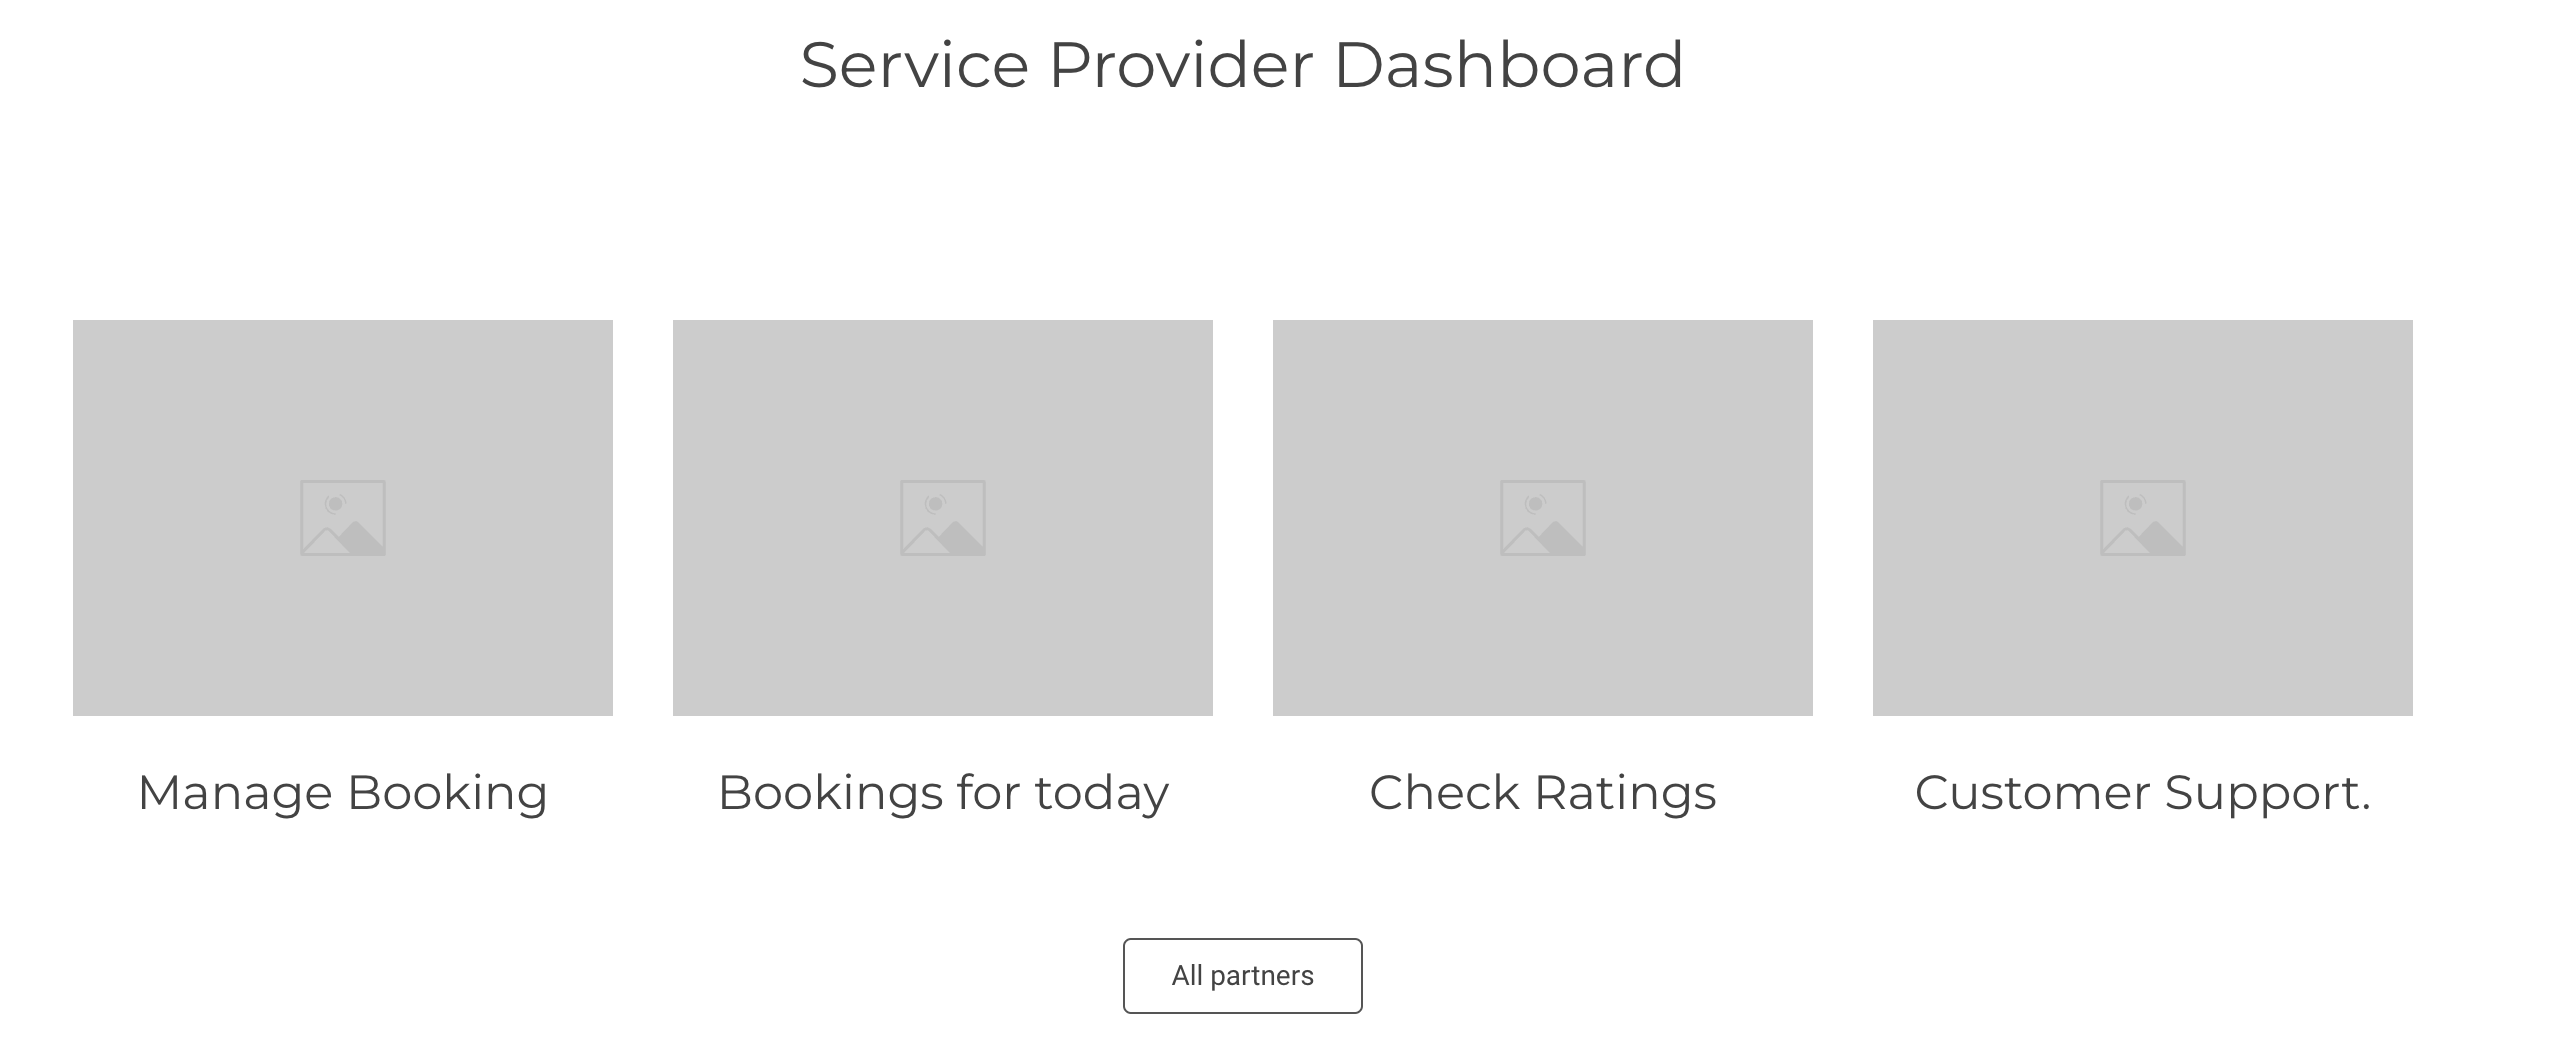 Service Provider Dashboard
Manage Booking
Bookings for today
Check Ratings
Customer Support.
All partners